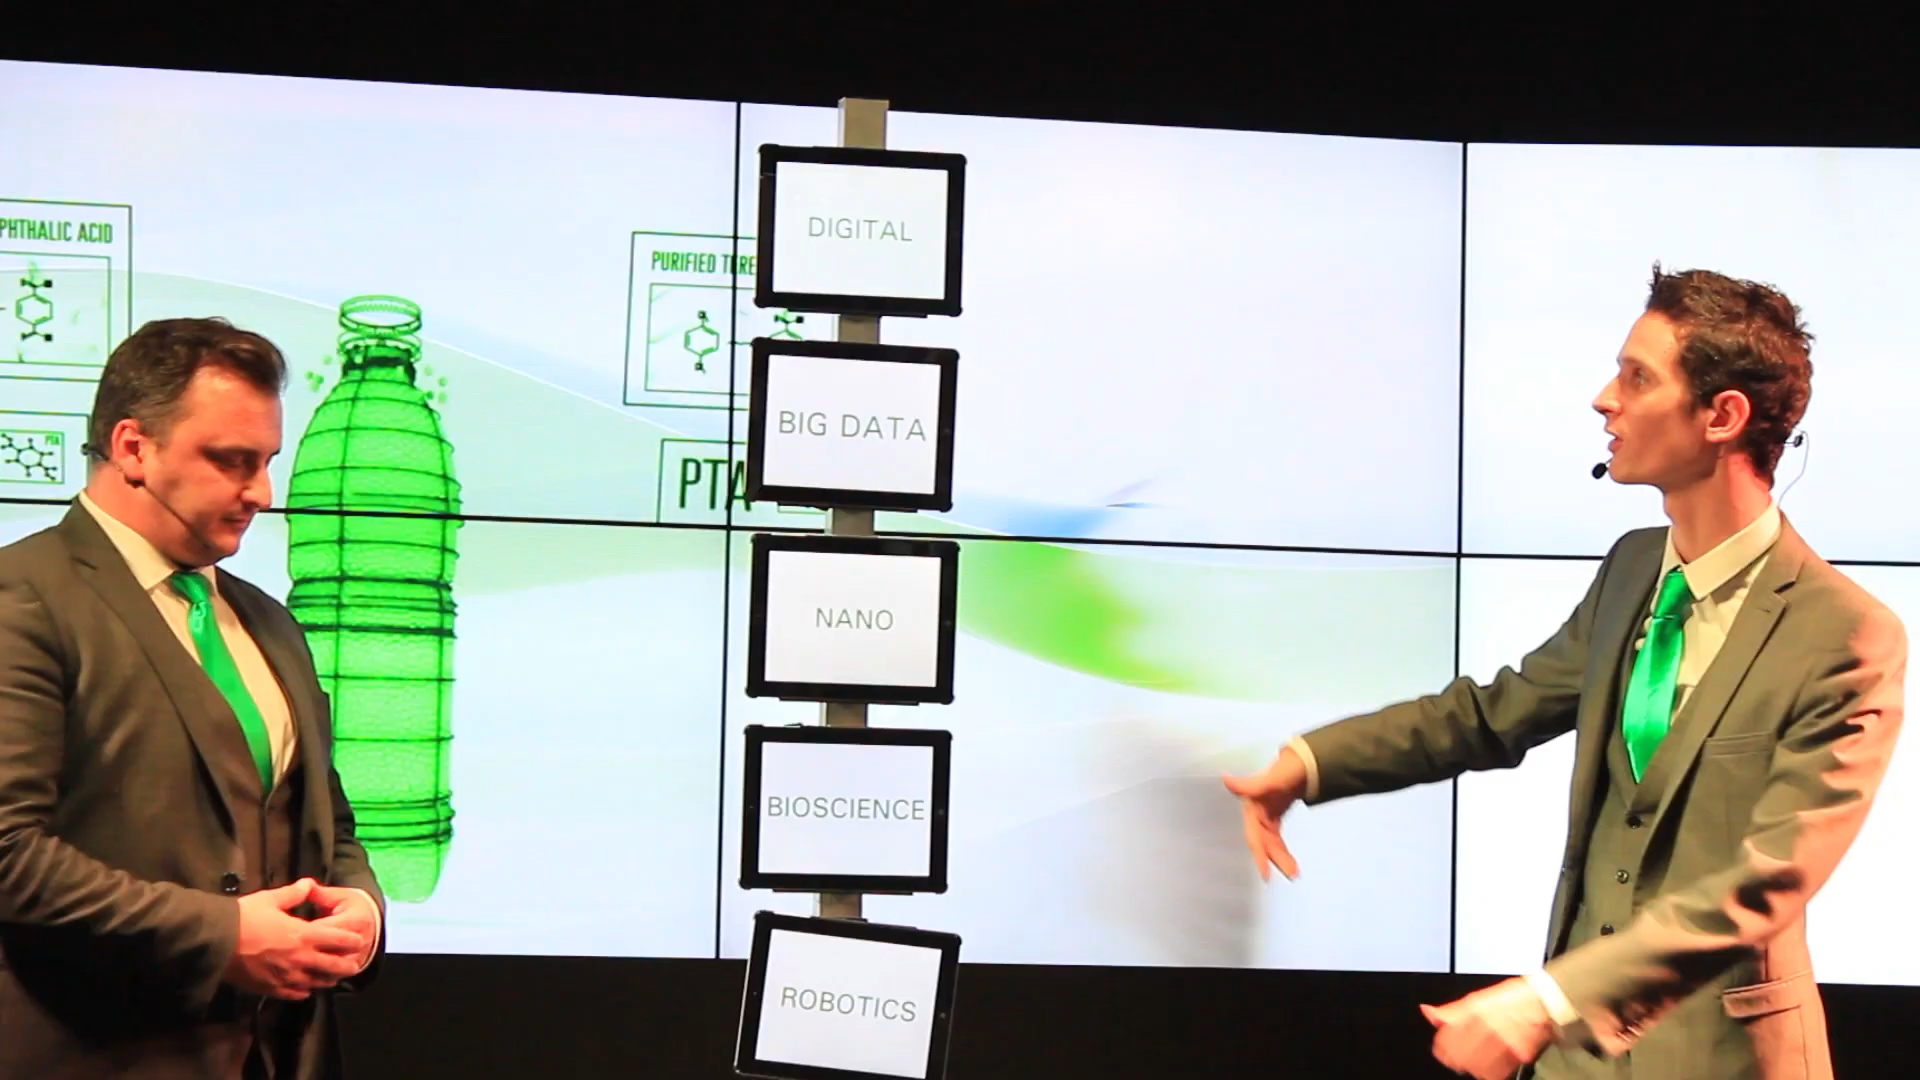 PHTHALIC ACID
PTA
PURIFIED TERE
PTA
DIGITAL
BIG DATA
NANO
BIOSCIENCE
ROBOTICS